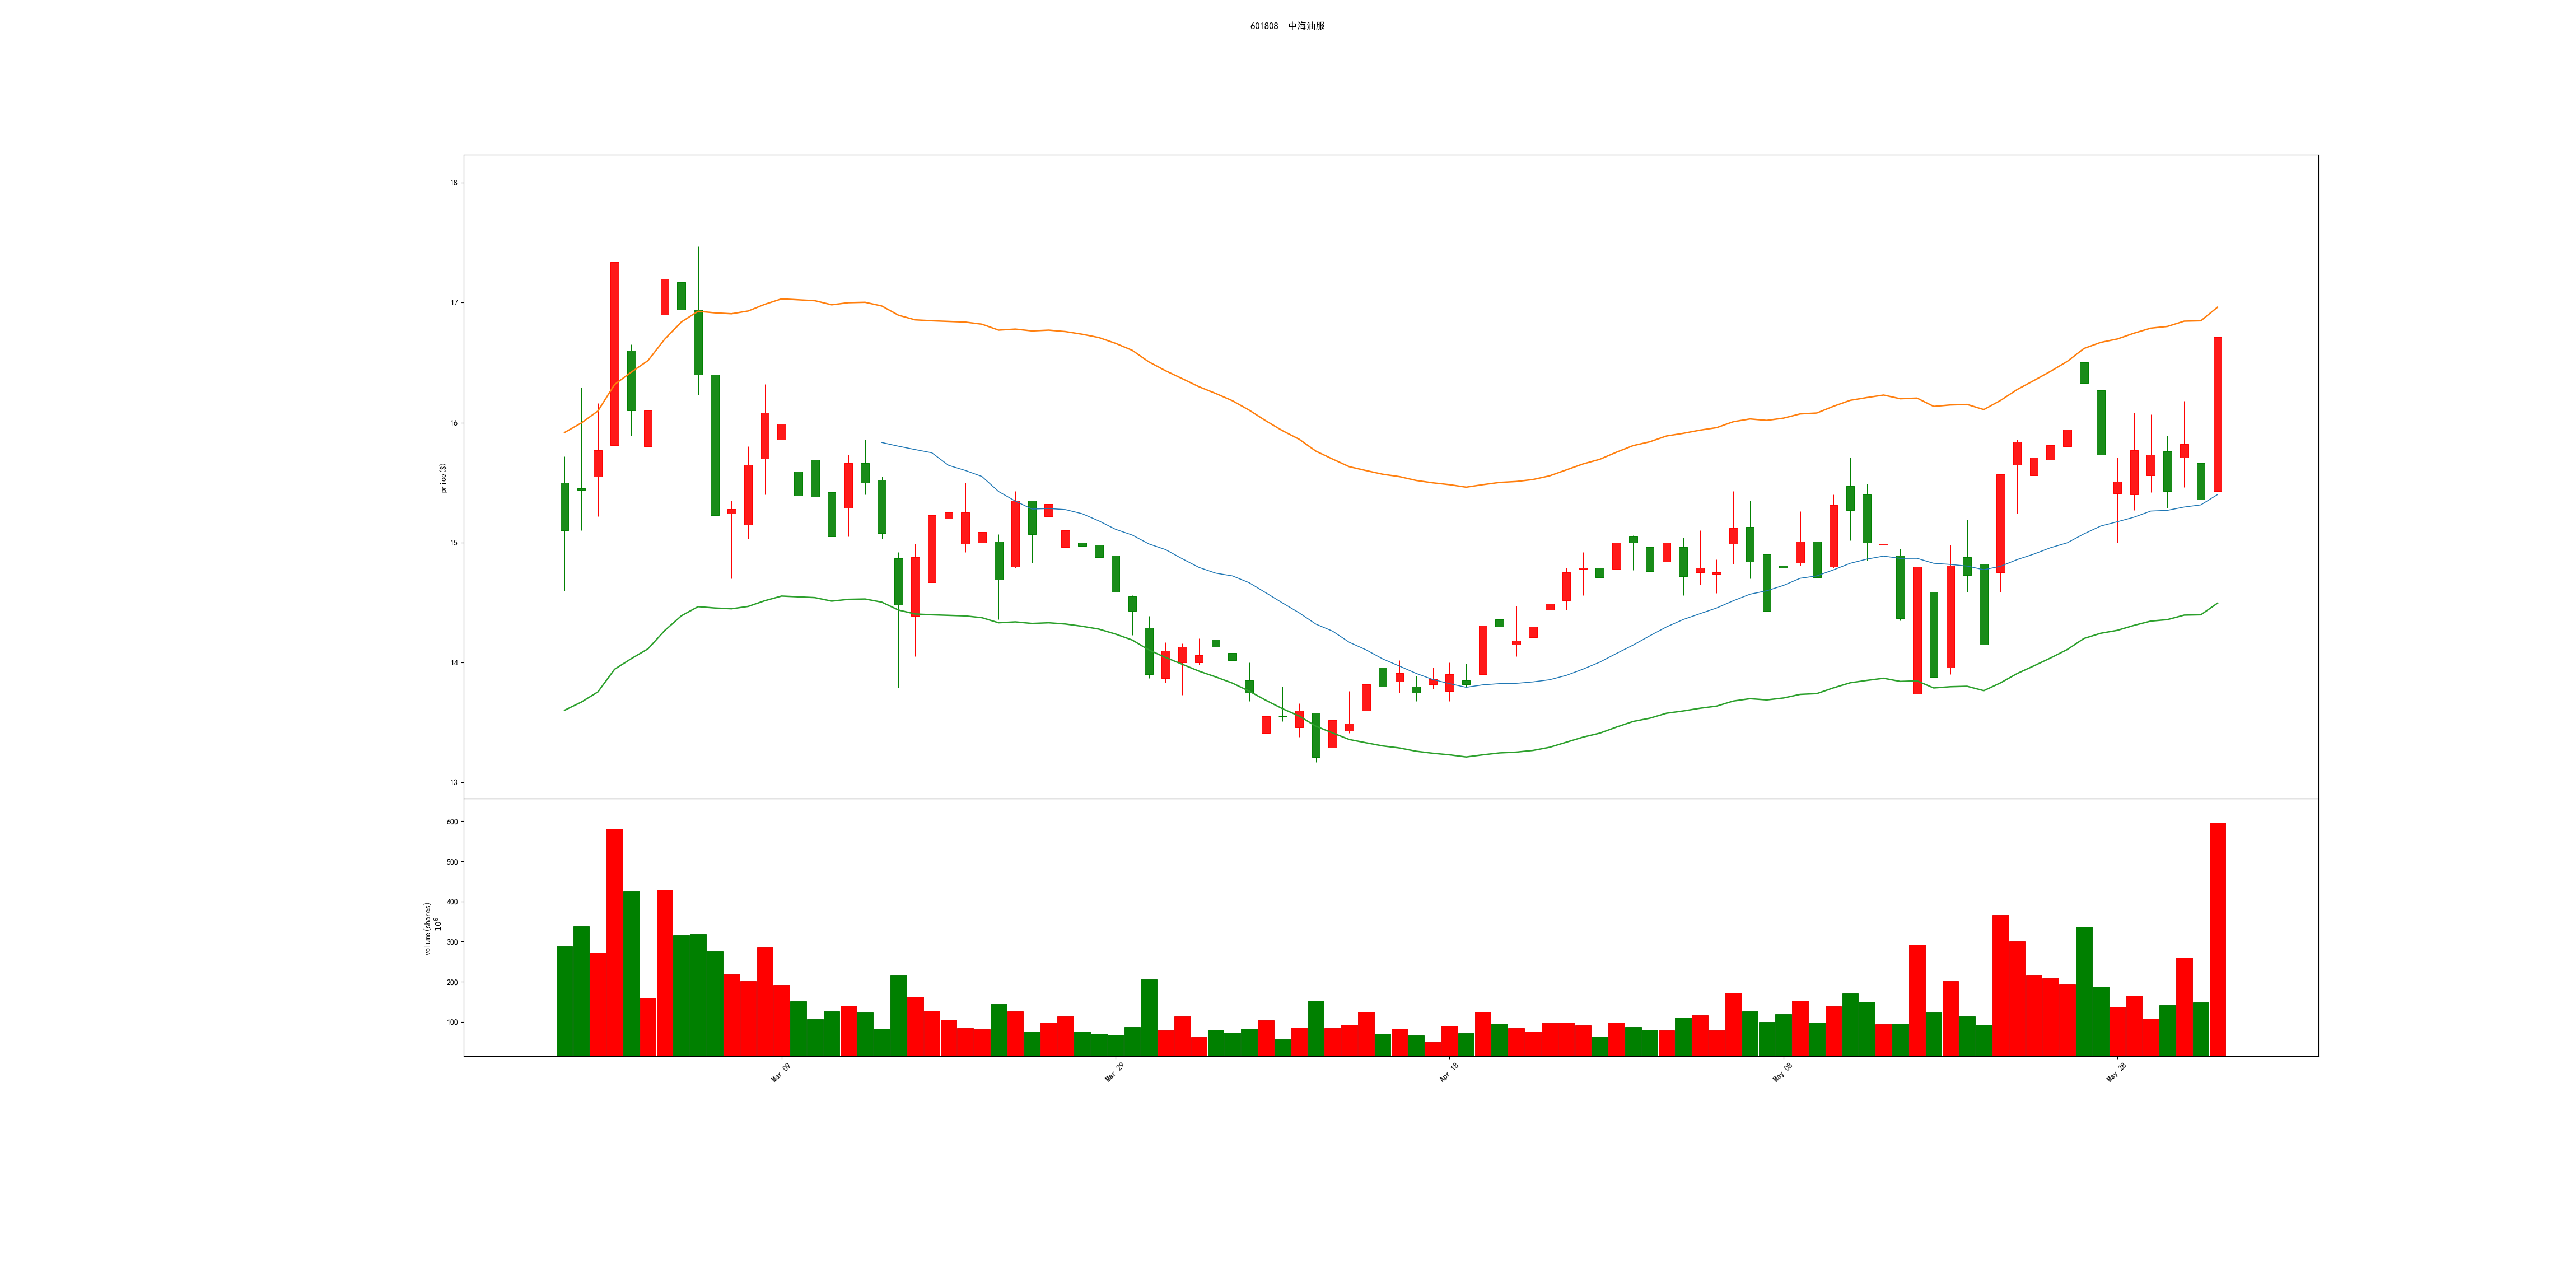 601808 中海油服
price($)
18
17
16
15
14
13
volume(shares)
10⁶
600
500
400
300
200
100
Mar 09
Mar 29
Apr 18
May 08
May 28